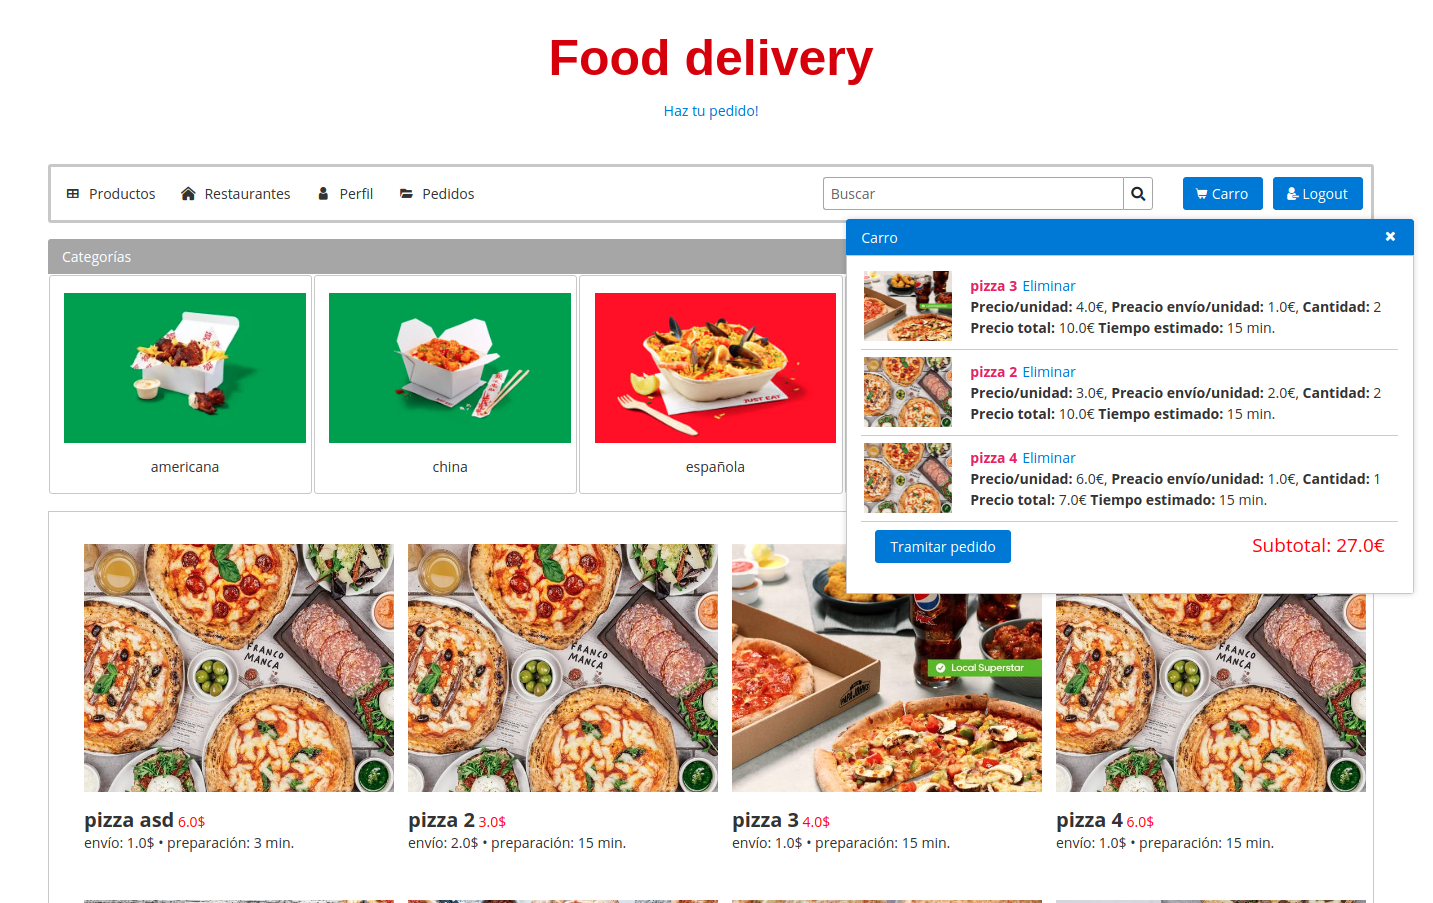 Food delivery
Haz tu pedido!
Productos Restaurantes Perfil Pedidos Buscar Carro Logout
Carro
Categorías
pizza 3 Eliminar
Precio/unidad: 4.0€, Preacio envío/unidad: 1.0€, Cantidad: 2
Precio total: 10.0€ Tiempo estimado: 15 min.
pizza 2 Eliminar
Precio/unidad: 3.0€, Preacio envío/unidad: 2.0€, Cantidad: 2
Precio total: 10.0€ Tiempo estimado: 15 min.
pizza 4 Eliminar
Precio/unidad: 6.0€, Preacio envío/unidad: 1.0€, Cantidad: 1
Precio total: 7.0€ Tiempo estimado: 15 min.
Tramitar pedido Subtotal: 27.0€
JUST EAT
americana china española
FRANCO MANCA
FRANCO MANCA
Local Superstar
FRANCO MANCA
pizza asd 6.0$
envío: 1.0$ • preparación: 3 min.
pizza 2 3.0$
envío: 2.0$ • preparación: 15 min.
pizza 3 4.0$
envío: 1.0$ • preparación: 15 min.
pizza 4 6.0$
envío: 1.0$ • preparación: 15 min.